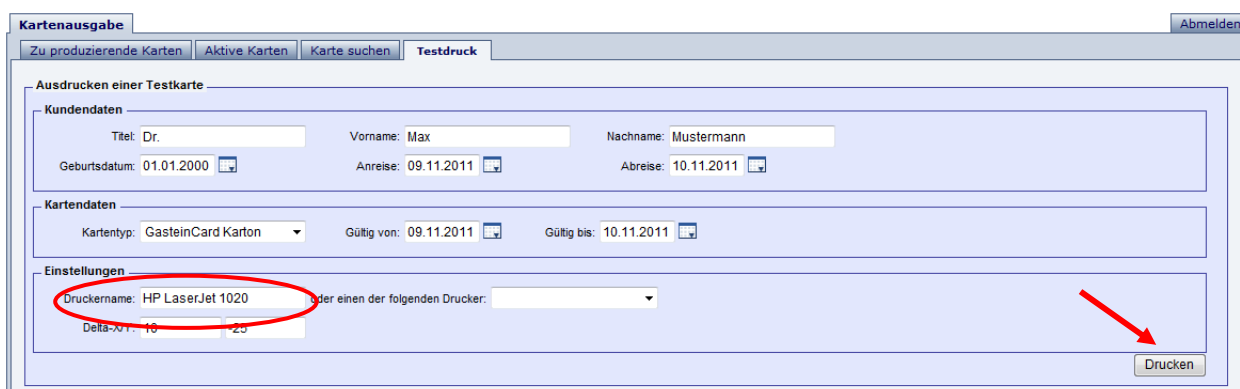 Kartenausgabe Abmelden
Zu produzierende Karten Aktive Karten Karte suchen Testdruck
Ausdrucken einer Testkarte
Kundendaten
Titel: Dr. Vorname: Max Nachname: Mustermann
Geburtsdatum: 01.01.2000 Anreise: 09.11.2011 Abreise: 10.11.2011
Kartendaten
Kartentyp: GasteinCard Karton Gültig von: 09.11.2011 Gültig bis: 10.11.2011
Einstellungen
Druckername: HP LaserJet 1020 oder einen der folgenden Drucker:
Delta-X/Y: -25
Drucken